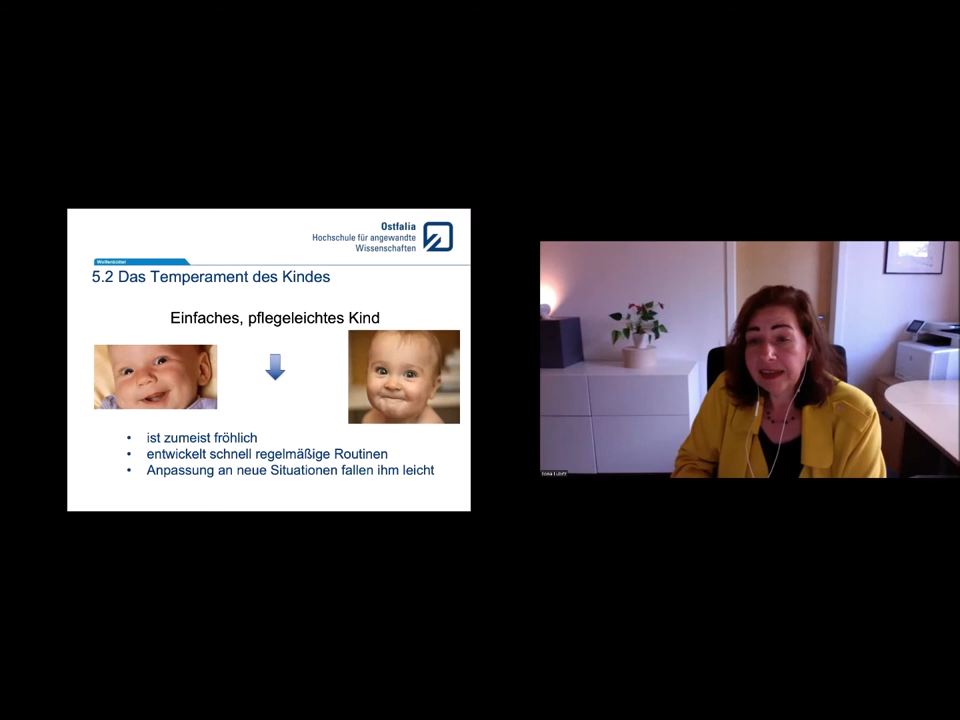 Ostfalia
Hochschule für angewandte
Wissenschaften
Wolfenbüttel
5.2 Das Temperament des Kindes
Einfaches, pflegeleichtes Kind
• ist zumeist fröhlich
• entwickelt schnell regelmäßige Routinen
• Anpassung an neue Situationen fallen ihm leicht